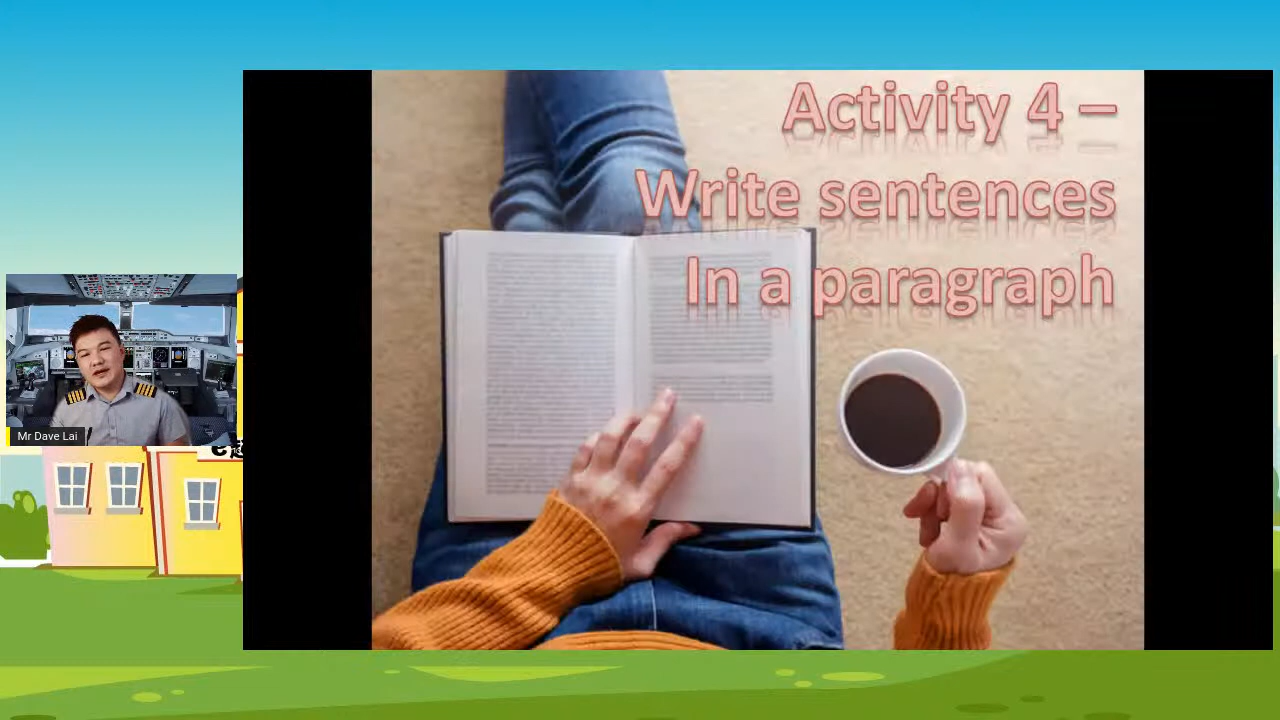 Activity 4 –
Write sentences
In a paragraph
Mr Dave Lai